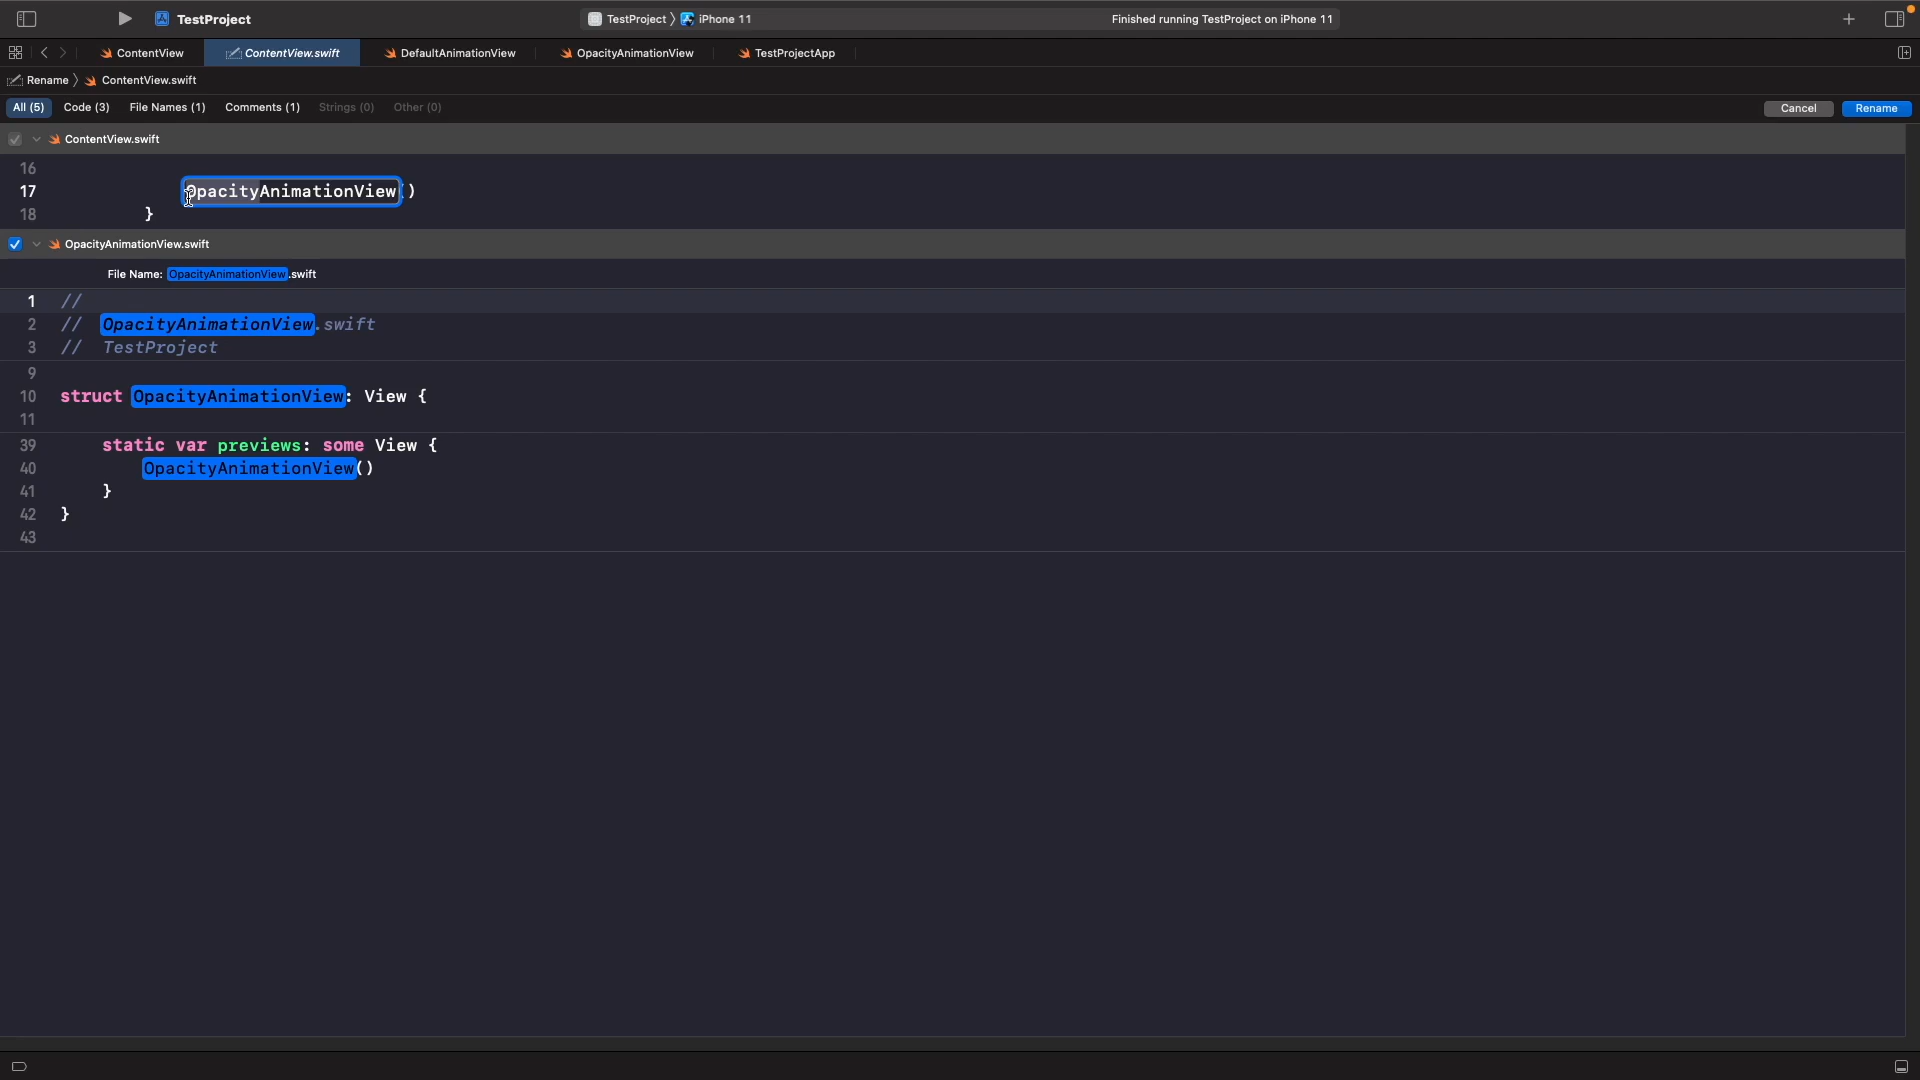 TestProject
TestProject 〉 iPhone 11
Finished running TestProject on iPhone 11
ContentView
ContentView.swift
DefaultAnimationView
OpacityAnimationView
TestProjectApp
Rename 〉 ContentView.swift
All (5) Code (3) File Names (1) Comments (1) Strings (0) Other (0)
Cancel Rename
ContentView.swift
16
17 OpacityAnimationView()
18 }
OpacityAnimationView.swift
File Name: OpacityAnimationView.swift
1 //
2 // OpacityAnimationView.swift
3 // TestProject
9
10 struct OpacityAnimationView: View {
11
39 static var previews: some View {
40 OpacityAnimationView()
41 }
42 }
43